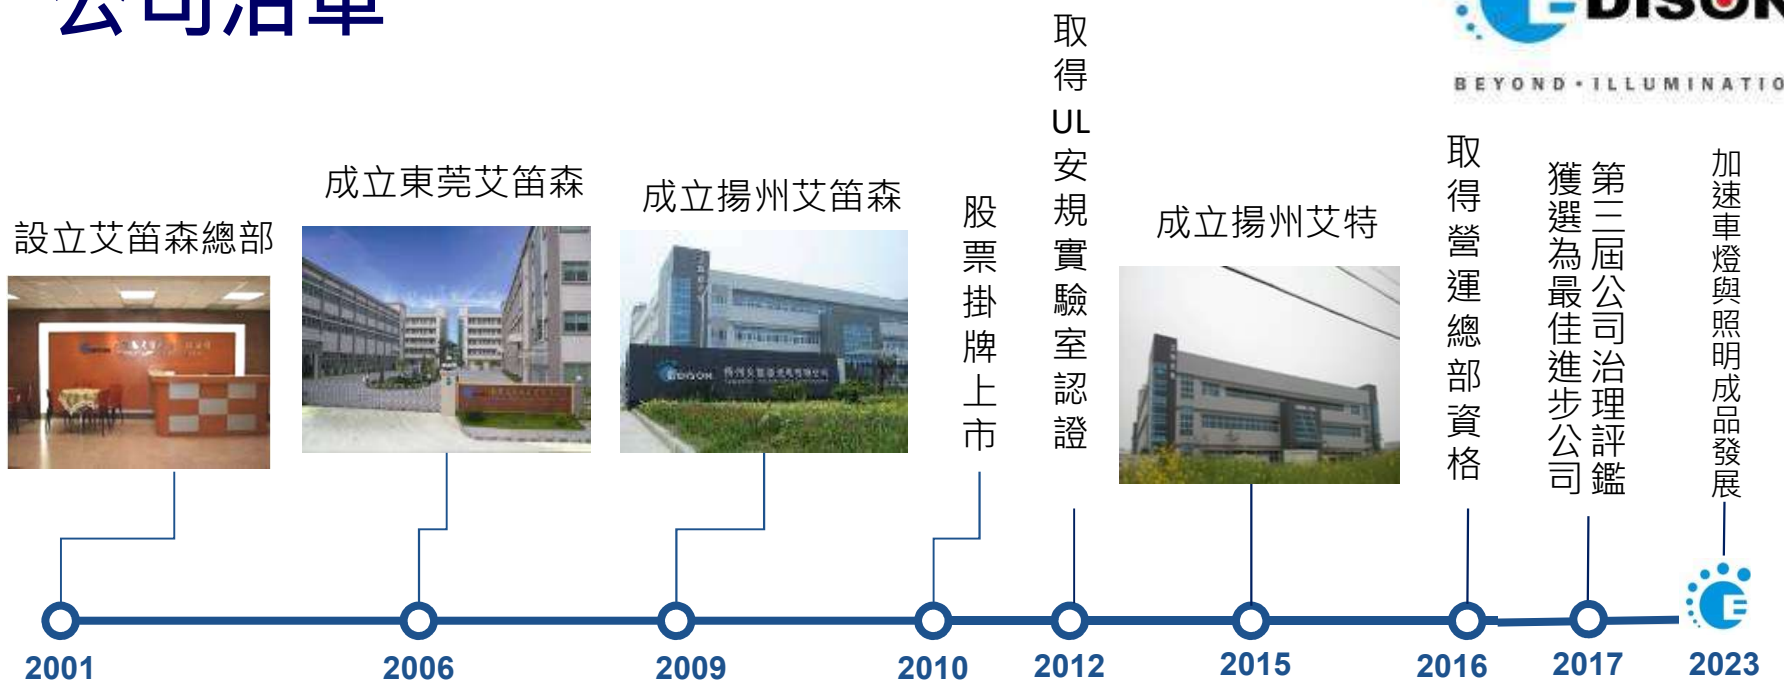 公司沿革
EDISON
BEYOND·ILLUMINATIO
設立艾笛森總部
成立東莞艾笛森
成立揚州艾笛森
股票掛牌上市
取得UL安規實驗室認證
成立揚州艾特
取得營運總部資格
第三屆公司治理評鑑
獲選為最佳進步公司
加速車燈與照明成品發展
2001
2006
2009
2010
2012
2015
2016
2017
2023